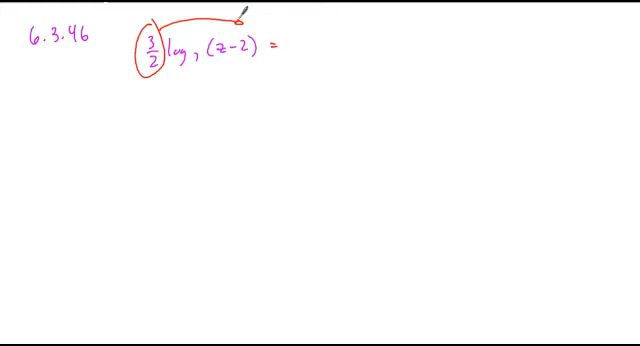 6.3.46 3/2 log₇ (z-2) =